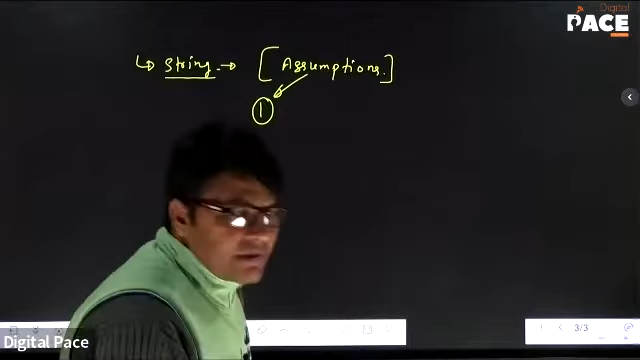 Digital
PACE
↳ String → [Assumptions.]
①
3/3
Digital Pace